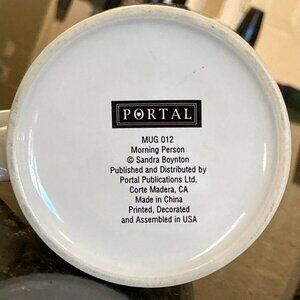 PORTAL
MUG 012
Morning Person
© Sandra Boynton
Published and Distributed by
Portal Publications Ltd.
Corte Madera, CA
Made in China
Printed, Decorated
and Assembled in USA